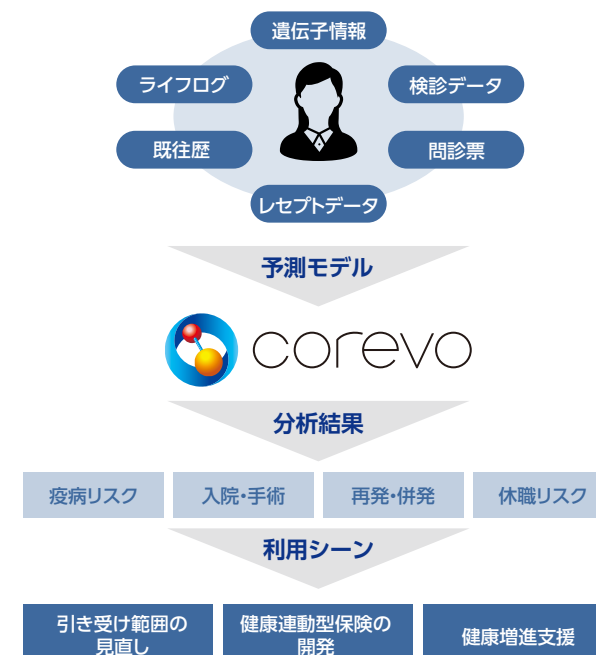 遺伝子情報
ライフログ
検診データ
既往歴
問診票
レセプトデータ
予測モデル
corevo
分析結果
疫病リスク
入院・手術
再発・併発
休職リスク
利用シーン
引き受け範囲の
見直し
健康連動型保険の
開発
健康増進支援